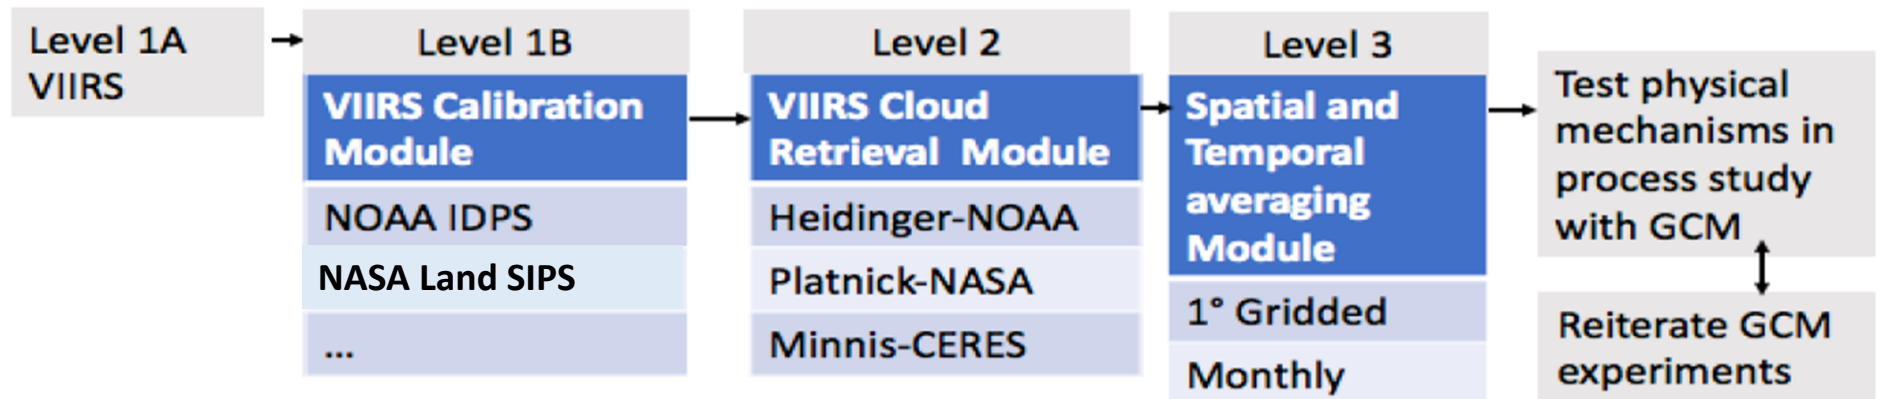 Level 1A
VIIRS
Level 1B
VIIRS Calibration
Module
NOAA IDPS
NASA Land SIPS
...
Level 2
VIIRS Cloud
Retrieval Module
Heidinger-NOAA
Platnick-NASA
Minnis-CERES
Level 3
Spatial and
Temporal
averaging
Module
1° Gridded
Monthly
Test physical
mechanisms in
process study
with GCM
Reiterate GCM
experiments